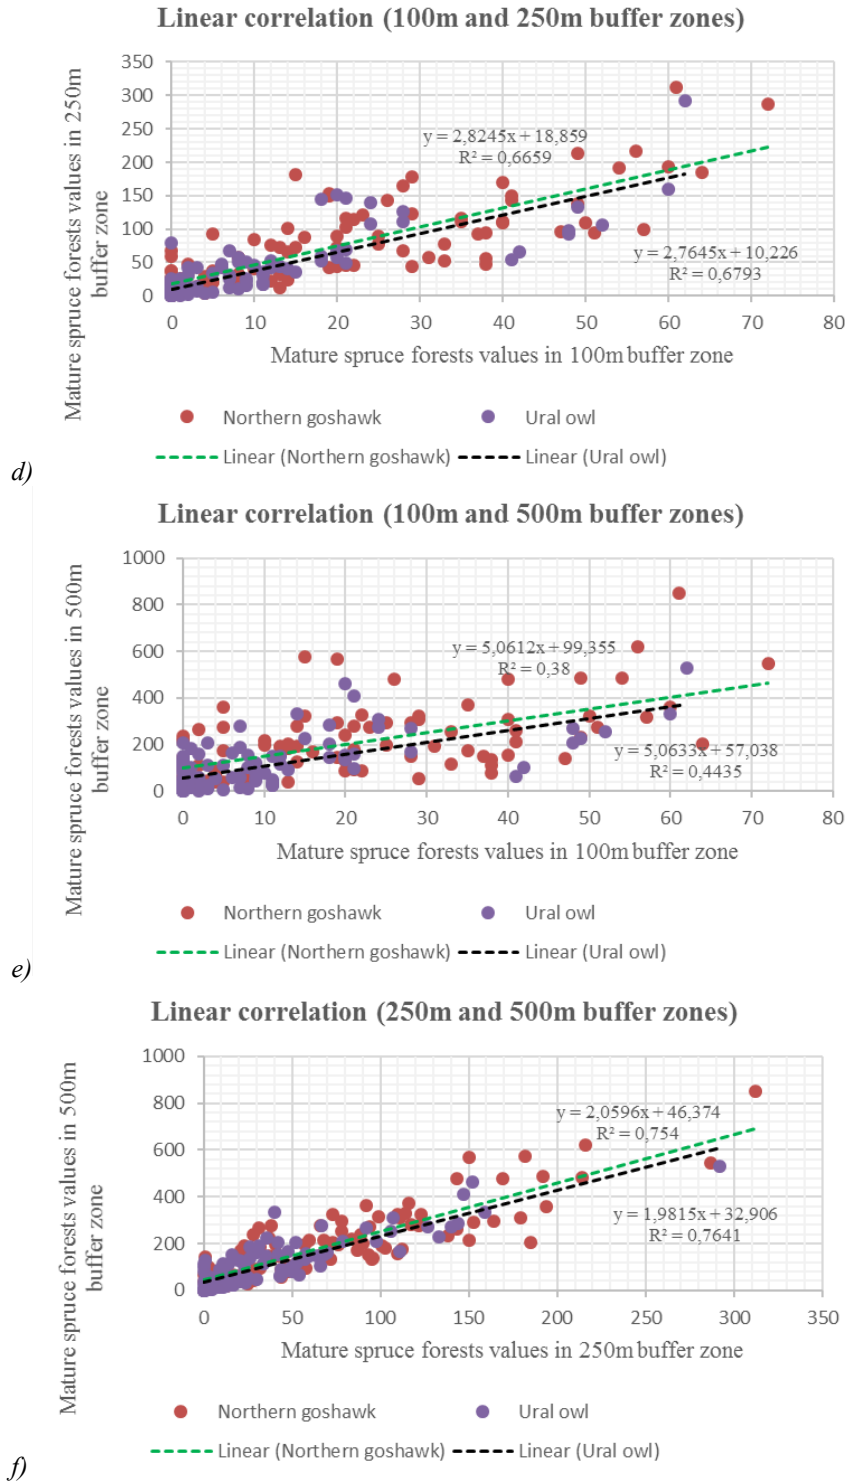 Linear correlation (100m and 250m buffer zones)
Mature spruce forests values in 250m
buffer zone
350
300
250
200
150
100
50
0
y = 2,8245x + 18,859
R² = 0,6659
y = 2,7645x + 10,226
R² = 0,6793
0 10 20 30 40 50 60 70 80
Mature spruce forests values in 100m buffer zone
Northern goshawk Ural owl
Linear (Northern goshawk) Linear (Ural owl)
d)
Linear correlation (100m and 500m buffer zones)
Mature spruce forests values in 500m
buffer zone
1000
800
600
400
200
0
y = 5,0612x + 99,355
R² = 0,38
y = 5,0633x + 57,038
R² = 0,4435
0 10 20 30 40 50 60 70 80
Mature spruce forests values in 100m buffer zone
Northern goshawk Ural owl
Linear (Northern goshawk) Linear (Ural owl)
e)
Linear correlation (250m and 500m buffer zones)
Mature spruce forests values in 500m
buffer zone
1000
800
600
400
200
0
y = 2,0596x + 46,374
R² = 0,754
y = 1,9815x + 32,906
R² = 0,7641
0 50 100 150 200 250 300 350
Mature spruce forests values in 250m buffer zone
Northern goshawk Ural owl
Linear (Northern goshawk) Linear (Ural owl)
f)